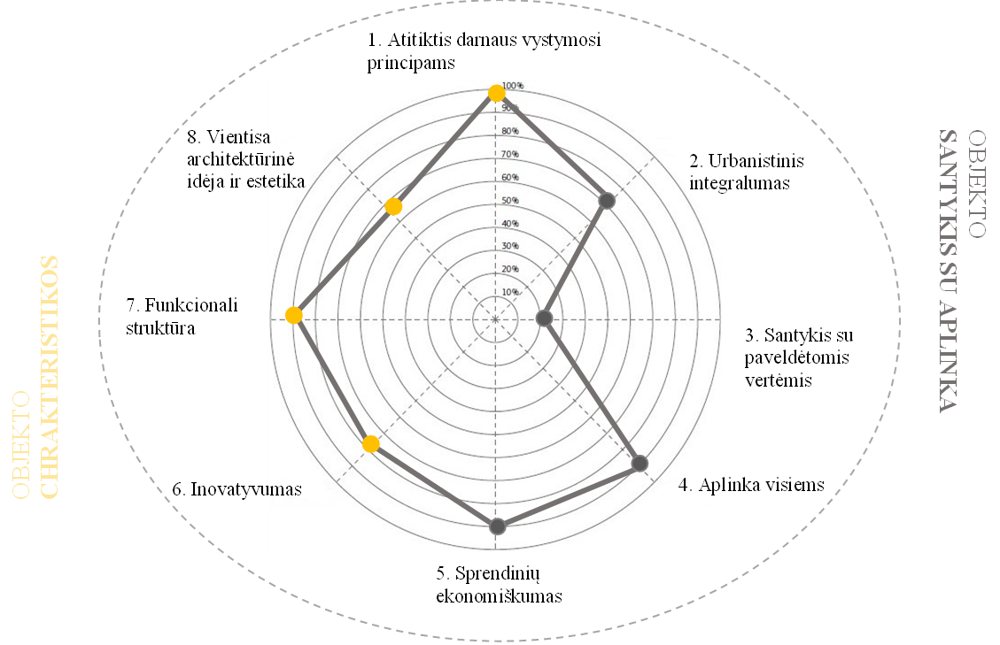 1. Atitiktis darnaus vystymosi
principams
2. Urbanistinis
integralumas
3. Santykis su
paveldėtomis
vertėmis
4. Aplinka visiems
5. Sprendinių
ekonomiškumas
6. Inovatyvumas
7. Funkcionali
struktūra
8. Vientisa
architektūrinė
idėja ir estetika
100%
90%
80%
70%
60%
50%
40%
30%
20%
10%
OBJEKTO
SANTYKIS SU APLINKA
OBJEKTO
CHRAKTERISTIKOS